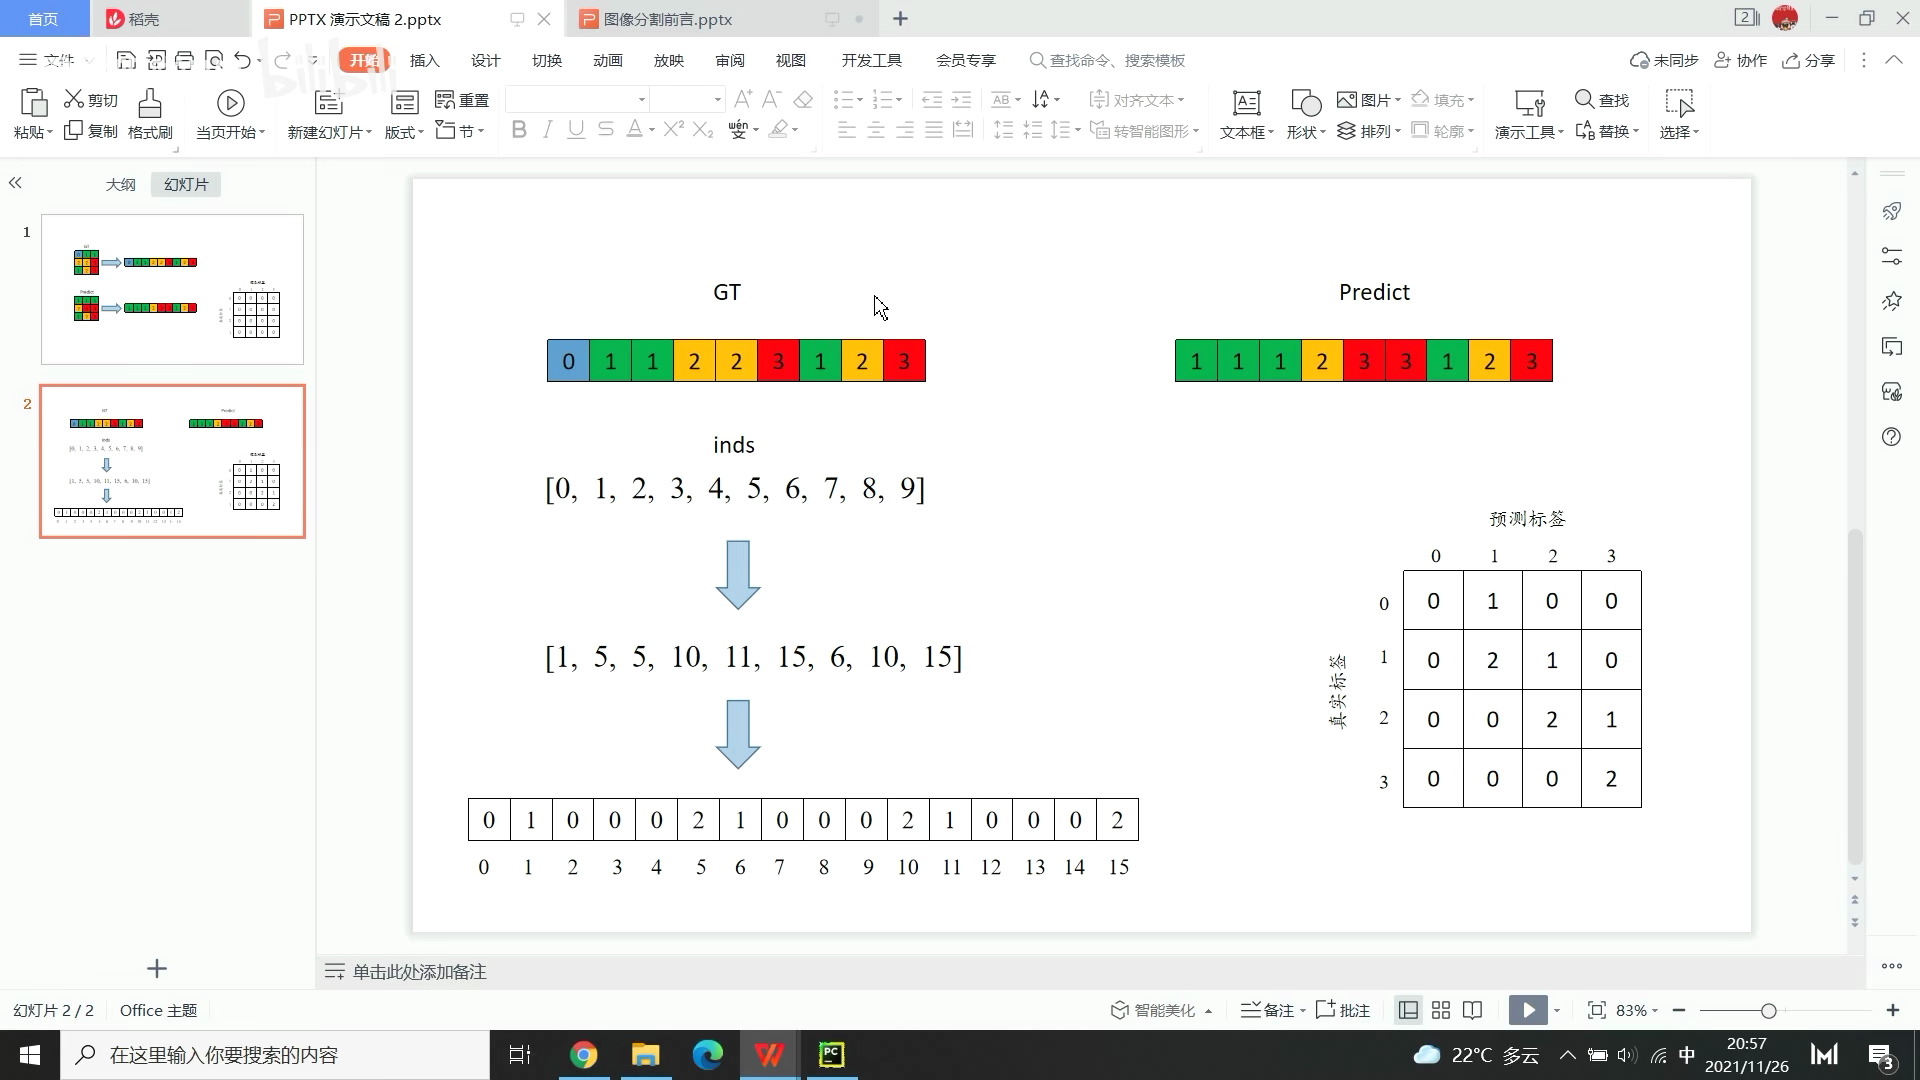 首页
稻壳
PPTX 演示文稿 2.pptx
图像分割前言.pptx
文件
开始
插入
设计
切换
动画
放映
审阅
视图
开发工具
会员专享
查找命令、搜索模板
未同步
协作
分享
粘贴
剪切
复制
格式刷
当页开始
新建幻灯片
版式
重置
节
对齐文本
转智能图形
文本框
形状
图片
排列
填充
轮廓
演示工具
查找
替换
选择
大纲
幻灯片
1
2
GT
Predict
0 1 1 2 2 3 1 2 3
1 1 1 2 3 3 1 2 3
inds
[0, 1, 2, 3, 4, 5, 6, 7, 8, 9]
[1, 5, 5, 10, 11, 15, 6, 10, 15]
0 1 0 0 0 2 1 0 0 0 2 1 0 0 0 2
0 1 2 3 4 5 6 7 8 9 10 11 12 13 14 15
预测标签
0 1 2 3
真实标签
0 0 1 0 0
1 0 2 1 0
2 0 0 2 1
3 0 0 0 2
单击此处添加备注
幻灯片 2 / 2
Office 主题
智能美化
备注
批注
83%
在这里输入你要搜索的内容
22°C 多云
中
20:57
2021/11/26
3